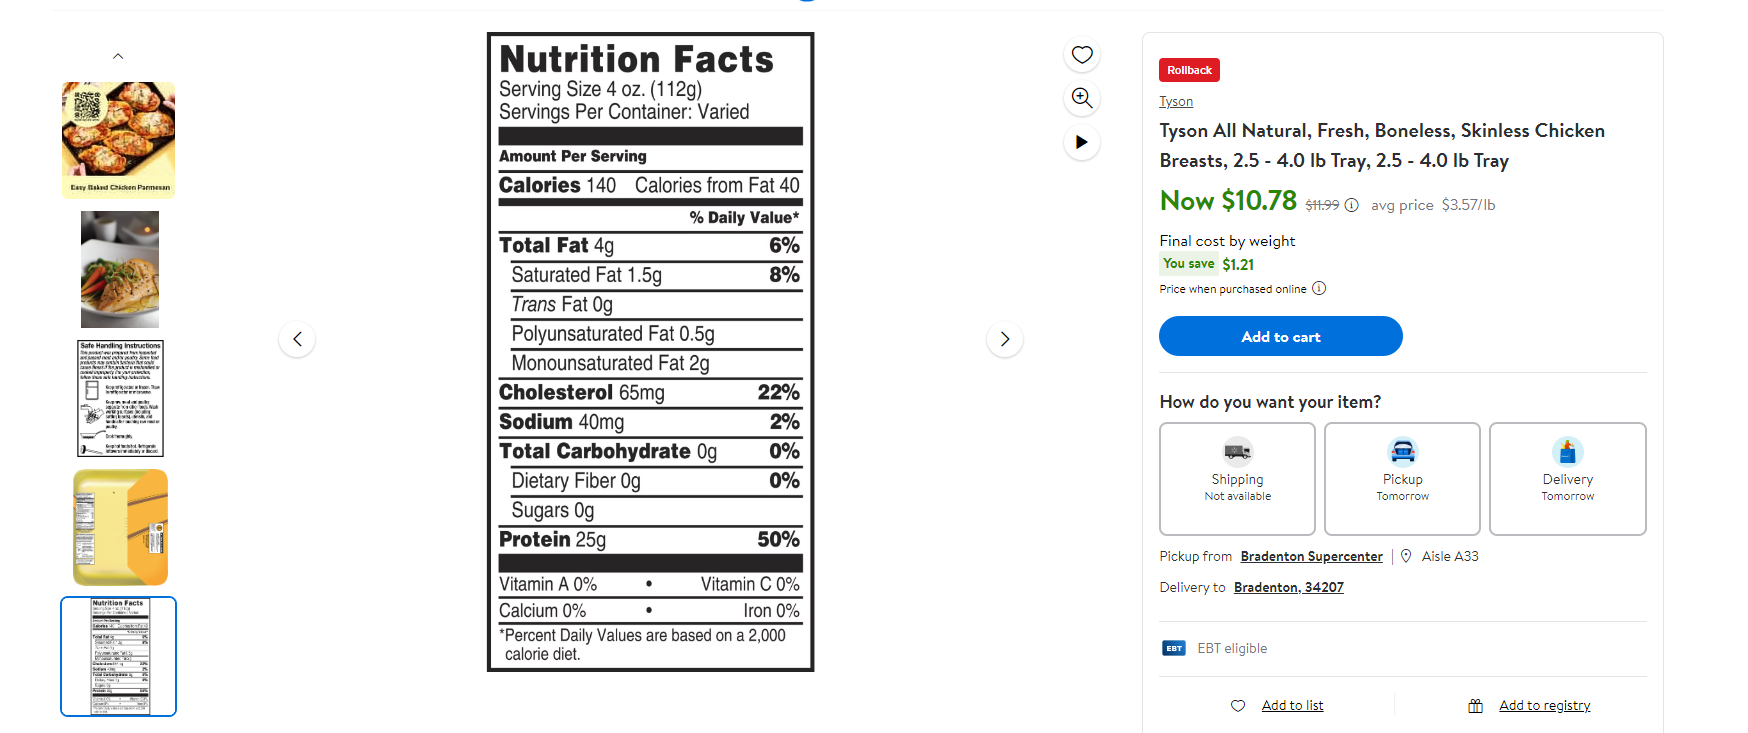 Easy Baked Chicken Parmesan
Safe Handling Instructions
Nutrition Facts
Serving Size 4 oz. (112g)
Servings Per Container: Varied
Amount Per Serving
Calories 140 Calories from Fat 40
% Daily Value*
Total Fat 4g 6%
Saturated Fat 1.5g 8%
Trans Fat 0g
Polyunsaturated Fat 0.5g
Monounsaturated Fat 2g
Cholesterol 65mg 22%
Sodium 40mg 2%
Total Carbohydrate 0g 0%
Dietary Fiber 0g 0%
Sugars 0g
Protein 25g 50%
Vitamin A 0% • Vitamin C 0%
Calcium 0% • Iron 0%
*Percent Daily Values are based on a 2,000
calorie diet.
Rollback
Tyson
Tyson All Natural, Fresh, Boneless, Skinless Chicken
Breasts, 2.5 - 4.0 lb Tray, 2.5 - 4.0 lb Tray
Now $10.78 $11.99 avg price $3.57/lb
Final cost by weight
You save $1.21
Price when purchased online
Add to cart
How do you want your item?
Shipping
Not available
Pickup
Tomorrow
Delivery
Tomorrow
Pickup from Bradenton Supercenter | Aisle A33
Delivery to Bradenton, 34207
EBT EBT eligible
Add to list
Add to registry